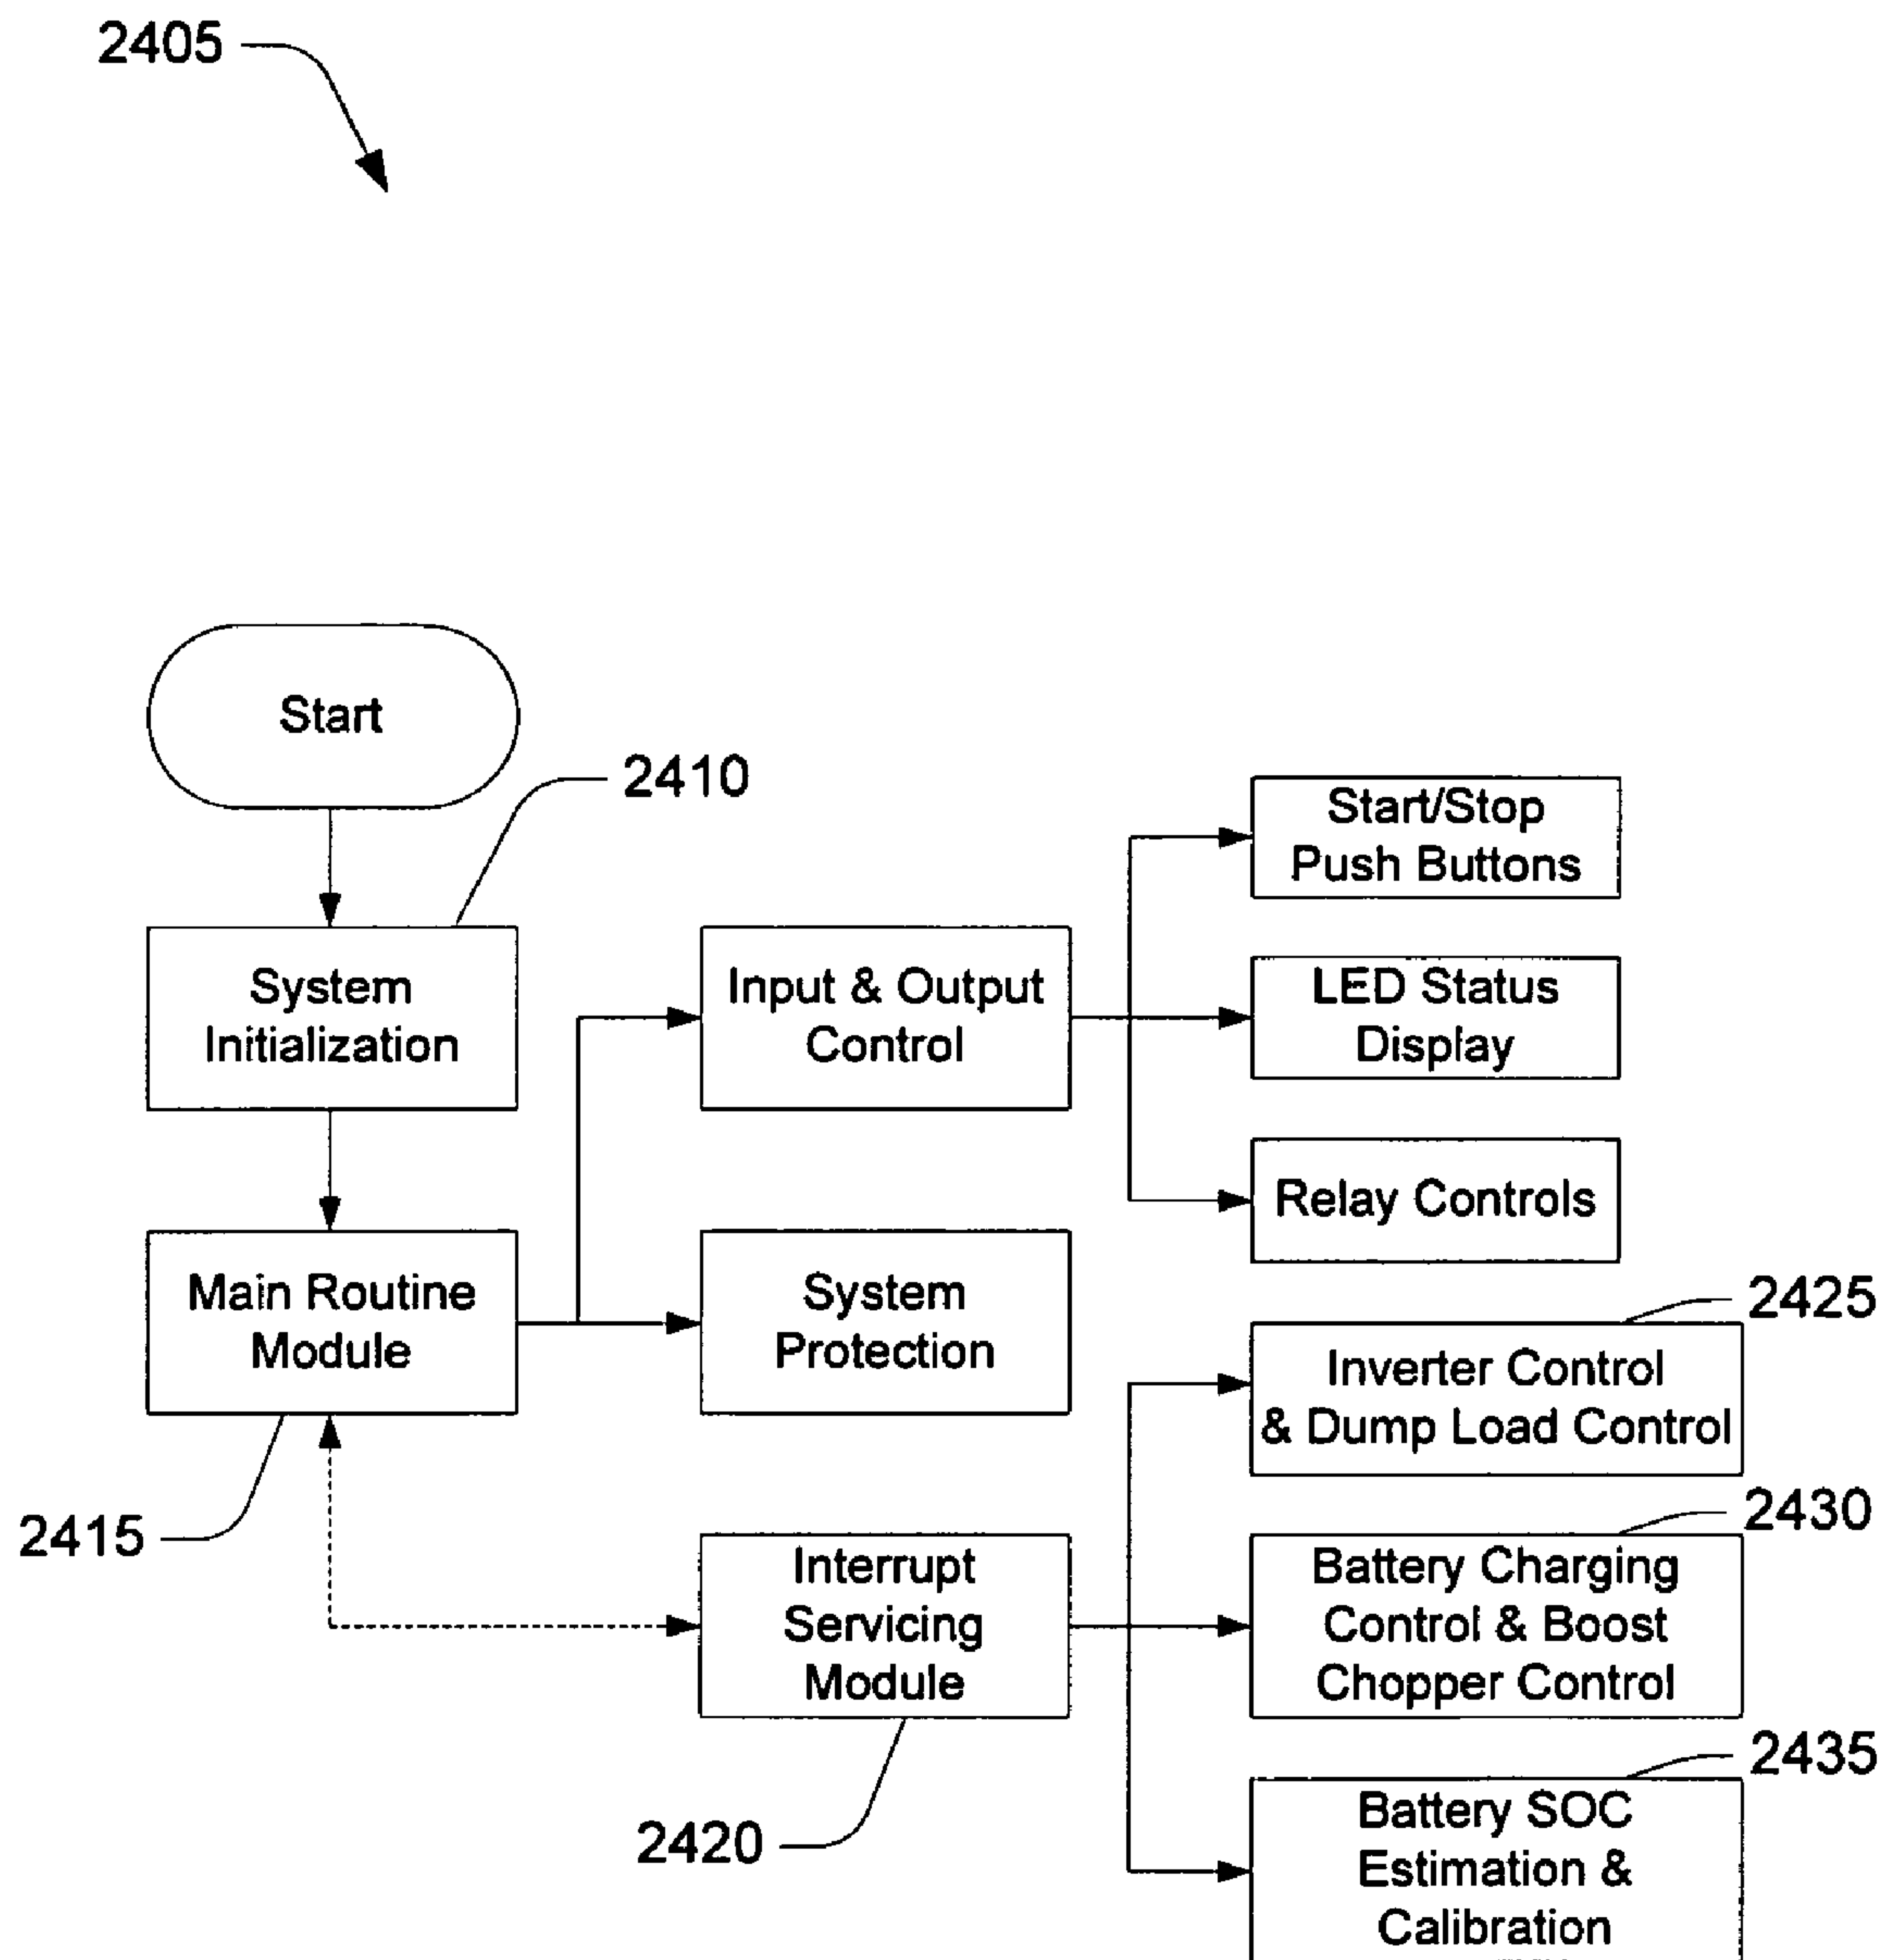 2405
Start
2410
System
Initialization
Input & Output
Control
Start/Stop
Push Buttons
LED Status
Display
Relay Controls
Main Routine
Module
System
Protection
2415
2425
Inverter Control
& Dump Load Control
2430
Interrupt
Servicing
Module
Battery Charging
Control & Boost
Chopper Control
2420
2435
Battery SOC
Estimation &
Calibration